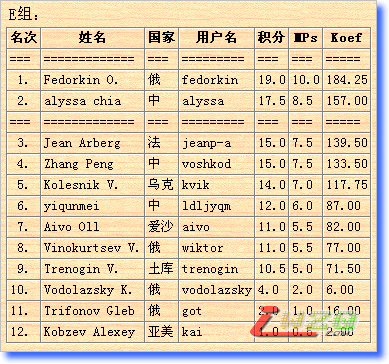 E组:
名次 姓名 国家 用户名 积分 MPs Koef
=== ============= === ========= ==== ==== ======
1. Fedorkin O. 俄 fedorkin 19.0 10.0 184.25
2. alyssa chia 中 alyssa 17.5 8.5 157.00
=== ============= === ========= ==== ==== =====
3. Jean Arberg 法 jeanp-a 15.0 7.5 139.50
4. Zhang Peng 中 voshkod 15.0 7.5 133.50
5. Kolesnik V. 乌克 kvik 14.0 7.0 117.75
6. yiqunmei 中 ldljyqm 12.0 6.0 87.00
7. Aivo Oll 爱沙 aivo 11.0 5.5 82.00
8. Vinokurtsev V. 俄 wiktor 11.0 5.5 77.00
9. Trenogin V. 土库 trenogin 10.5 5.0 71.50
10. Vodolazsky K. 俄 vodolazsky 4.0 2.0 6.00
11. Trifonov Gleb 俄 got 1.0 16.00
12. Kobzev Alexey 亚美 kai 0.5